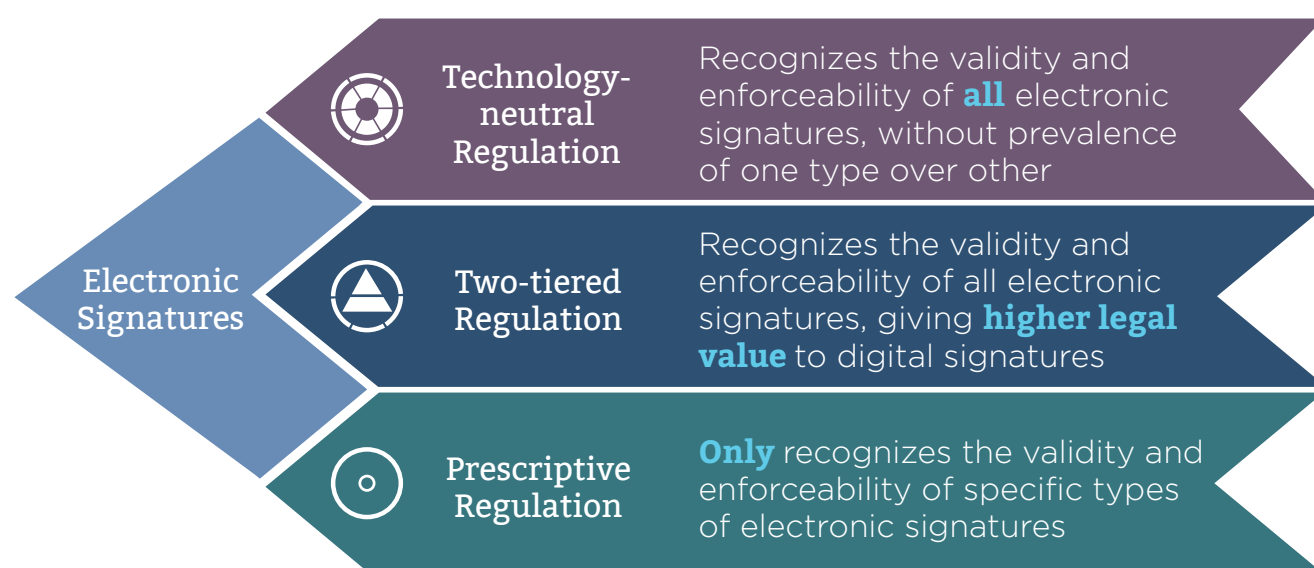 Electronic
Signatures
Technology-
neutral
Regulation
Recognizes the validity and
enforceability of all electronic
signatures, without prevalence
of one type over other
Two-tiered
Regulation
Recognizes the validity and
enforceability of all electronic
signatures, giving higher legal
value to digital signatures
Prescriptive
Regulation
Only recognizes the validity and
enforceability of specific types
of electronic signatures